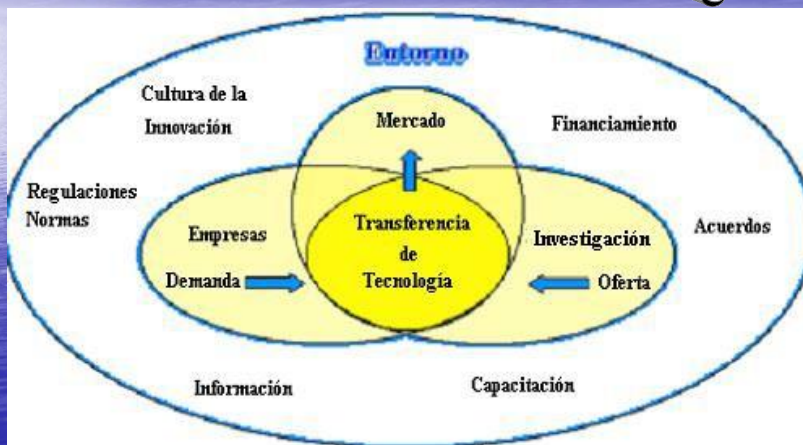 Entorno
Cultura de la
Innovación
Mercado
Financiamiento
Regulaciones
Normas
Empresas
Transferencia
de
Tecnología
Investigación
Acuerdos
Demanda
Oferta
Información
Capacitación